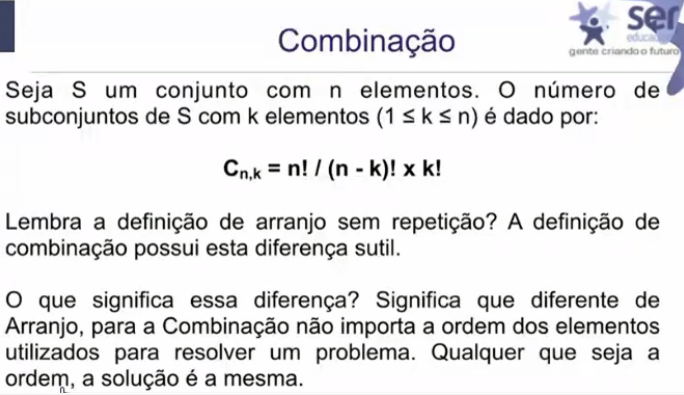 Combinação
ser
educac
gente criando o futuro
Seja S um conjunto com n elementos. O número de
subconjuntos de S com k elementos (1 ≤ k ≤ n) é dado por:
Cₙ,ₖ = n! / (n - k)! x k!
Lembra a definição de arranjo sem repetição? A definição de
combinação possui esta diferença sutil.
O que significa essa diferença? Significa que diferente de
Arranjo, para a Combinação não importa a ordem dos elementos
utilizados para resolver um problema. Qualquer que seja a
ordem, a solução é a mesma.